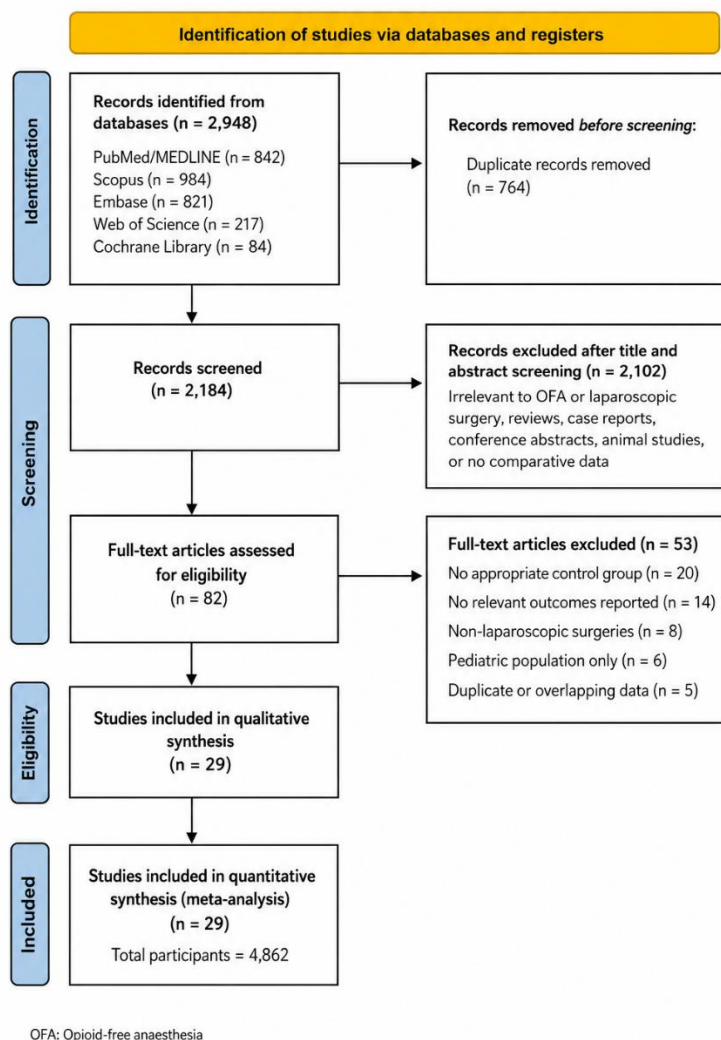 Identification of studies via databases and registers
Identification
Records identified from
databases (n = 2,948)
PubMed/MEDLINE (n = 842)
Scopus (n = 984)
Embase (n = 821)
Web of Science (n = 217)
Cochrane Library (n = 84)
Records removed before screening:
Duplicate records removed
(n = 764)
Screening
Records screened
(n = 2,184)
Records excluded after title and
abstract screening (n = 2,102)
Irrelevant to OFA or laparoscopic
surgery, reviews, case reports,
conference abstracts, animal studies,
or no comparative data
Full-text articles assessed
for eligibility
(n = 82)
Full-text articles excluded (n = 53)
No appropriate control group (n = 20)
No relevant outcomes reported (n = 14)
Non-laparoscopic surgeries (n = 8)
Pediatric population only (n = 6)
Duplicate or overlapping data (n = 5)
Eligibility
Studies included in qualitative
synthesis
(n = 29)
Included
Studies included in quantitative
synthesis (meta-analysis)
(n = 29)
Total participants = 4,862
OFA: Opioid-free anaesthesia